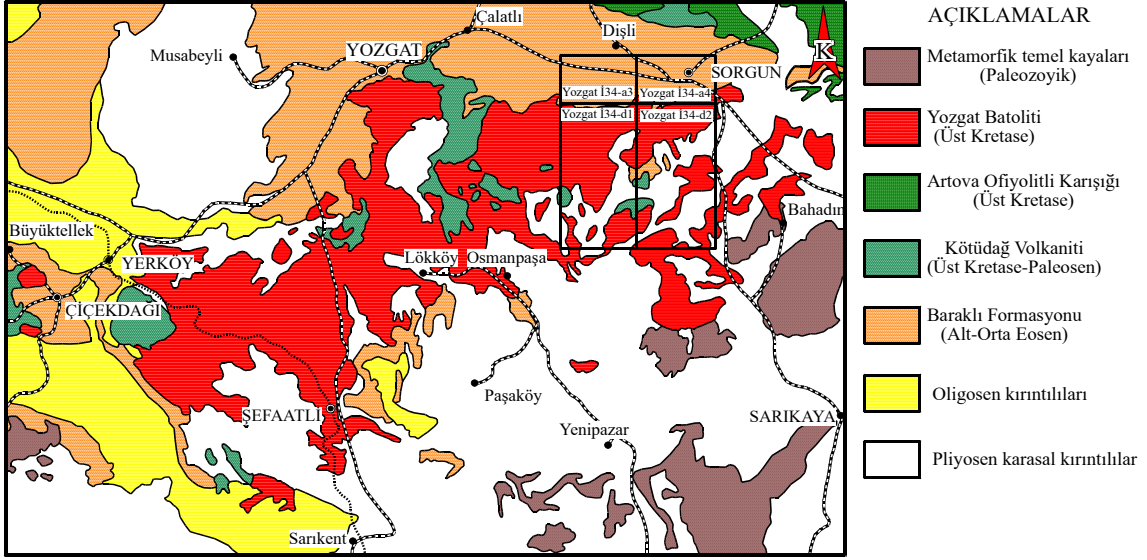 Çalatlı
Dişli
Musabeyli
YOZGAT
SORGUN
K
Yozgat İ34-a3
Yozgat İ34-a4
Yozgat İ34-d1
Yozgat İ34-d2
Bahadın
Büyüktellek
YERKÖY
Lökköy
Osmanpaşa
ÇİÇEKDAĞI
Paşaköy
ŞEFAATLİ
SARIKAYA
Yenipazar
Sarıkent
AÇIKLAMALAR
Metamorfik temel kayaları
(Paleozoyik)
Yozgat Batoliti
(Üst Kretase)
Artova Ofiyolitli Karışığı
(Üst Kretase)
Kötüdağ Volkaniti
(Üst Kretase-Paleosen)
Baraklı Formasyonu
(Alt-Orta Eosen)
Oligosen kırıntılıları
Pliyosen karasal kırıntılılar